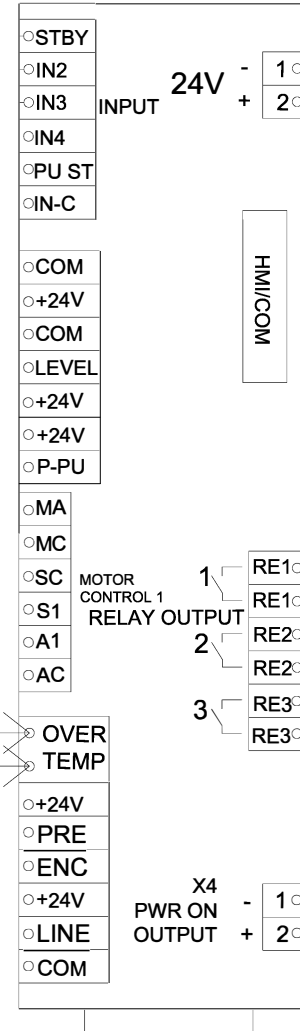 STBY
IN2
IN3
IN4
PU ST
IN-C
INPUT
24V
-
+
1
2
COM
+24V
COM
LEVEL
+24V
+24V
P-PU
HMI/COM
MA
MC
SC
S1
A1
AC
MOTOR
CONTROL 1
RELAY OUTPUT
1
2
3
RE1
RE1
RE2
RE2
RE3
RE3
OVER
TEMP
+24V
PRE
ENC
+24V
LINE
COM
X4
PWR ON
OUTPUT
-
+
1
2